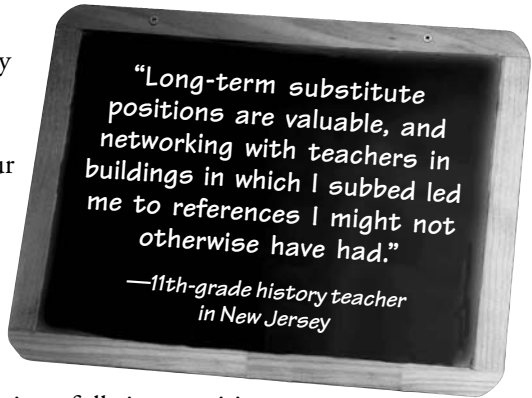 “Long-term substitute
positions are valuable, and
networking with teachers in
buildings in which I subbed led
me to references I might not
otherwise have had.”
—11th-grade history teacher
in New Jersey